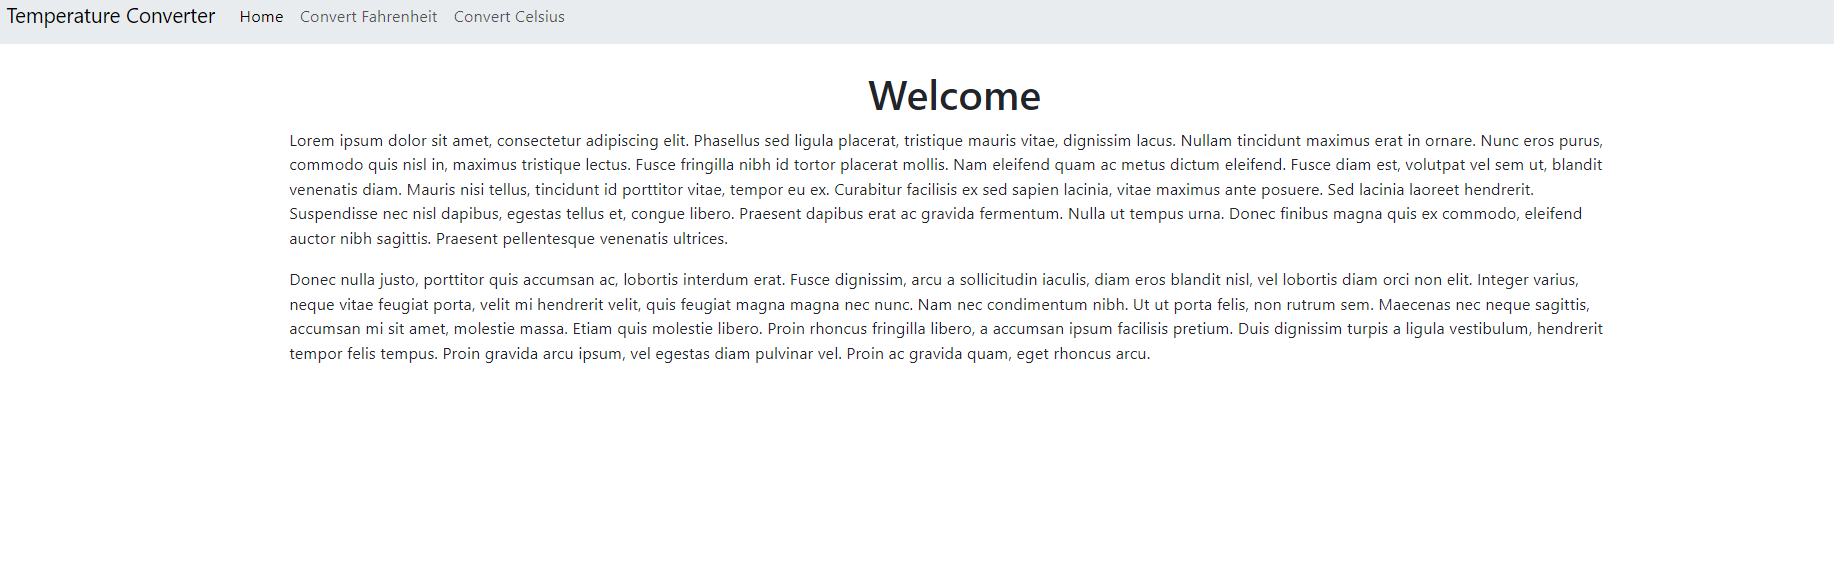 Temperature Converter Home Convert Fahrenheit Convert Celsius
Welcome
Lorem ipsum dolor sit amet, consectetur adipiscing elit. Phasellus sed ligula placerat, tristique mauris vitae, dignissim lacus. Nullam tincidunt maximus erat in ornare. Nunc eros purus,
commodo quis nisl in, maximus tristique lectus. Fusce fringilla nibh id tortor placerat mollis. Nam eleifend quam ac metus dictum eleifend. Fusce diam est, volutpat vel sem ut, blandit
venenatis diam. Mauris nisi tellus, tincidunt id porttitor vitae, tempor eu ex. Curabitur facilisis ex sed sapien lacinia, vitae maximus ante posuere. Sed lacinia laoreet hendrerit.
Suspendisse nec nisl dapibus, egestas tellus et, congue libero. Praesent dapibus erat ac gravida fermentum. Nulla ut tempus urna. Donec finibus magna quis ex commodo, eleifend
auctor nibh sagittis. Praesent pellentesque venenatis ultrices.
Donec nulla justo, porttitor quis accumsan ac, lobortis interdum erat. Fusce dignissim, arcu a sollicitudin iaculis, diam eros blandit nisl, vel lobortis diam orci non elit. Integer varius,
neque vitae feugiat porta, velit mi hendrerit velit, quis feugiat magna magna nec nunc. Nam nec condimentum nibh. Ut ut porta felis, non rutrum sem. Maecenas nec neque sagittis,
accumsan mi sit amet, molestie massa. Etiam quis molestie libero. Proin rhoncus fringilla libero, a accumsan ipsum facilisis pretium. Duis dignissim turpis a ligula vestibulum, hendrerit
tempor felis tempus. Proin gravida arcu ipsum, vel egestas diam pulvinar vel. Proin ac gravida quam, eget rhoncus arcu.